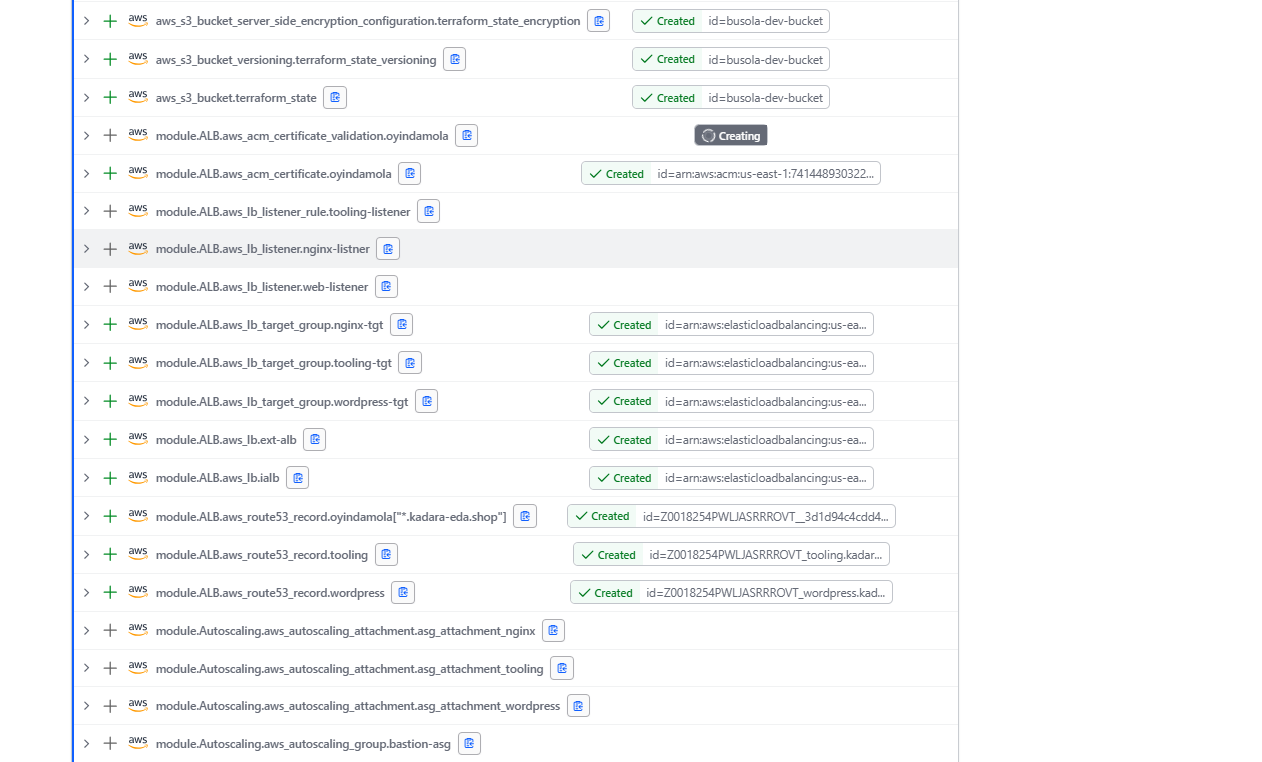 aws aws_s3_bucket_server_side_encryption_configuration.terraform_state_encryption Created id=busola-dev-bucket
aws aws_s3_bucket_versioning.terraform_state_versioning Created id=busola-dev-bucket
aws aws_s3_bucket.terraform_state Created id=busola-dev-bucket
aws module.ALB.aws_acm_certificate_validation.oyindamola Creating
aws module.ALB.aws_acm_certificate.oyindamola Created id=arn:aws:acm:us-east-1:741448930322...
aws module.ALB.aws_lb_listener_rule.tooling-listener
aws module.ALB.aws_lb_listener.nginx-listner
aws module.ALB.aws_lb_listener.web-listener
aws module.ALB.aws_lb_target_group.nginx-tgt Created id=arn:aws:elasticloadbalancing:us-ea...
aws module.ALB.aws_lb_target_group.tooling-tgt Created id=arn:aws:elasticloadbalancing:us-ea...
aws module.ALB.aws_lb_target_group.wordpress-tgt Created id=arn:aws:elasticloadbalancing:us-ea...
aws module.ALB.aws_lb.ext-alb Created id=arn:aws:elasticloadbalancing:us-ea...
aws module.ALB.aws_lb.ialb Created id=arn:aws:elasticloadbalancing:us-ea...
aws module.ALB.aws_route53_record.oyindamola["*.kadara-eda.shop"] Created id=Z0018254PWLJASRRROVT__3d1d94c4cdd4...
aws module.ALB.aws_route53_record.tooling Created id=Z0018254PWLJASRRROVT_tooling.kadar...
aws module.ALB.aws_route53_record.wordpress Created id=Z0018254PWLJASRRROVT_wordpress.kad...
aws module.Autoscaling.aws_autoscaling_attachment.asg_attachment_nginx
aws module.Autoscaling.aws_autoscaling_attachment.asg_attachment_tooling
aws module.Autoscaling.aws_autoscaling_attachment.asg_attachment_wordpress
aws module.Autoscaling.aws_autoscaling_group.bastion-asg